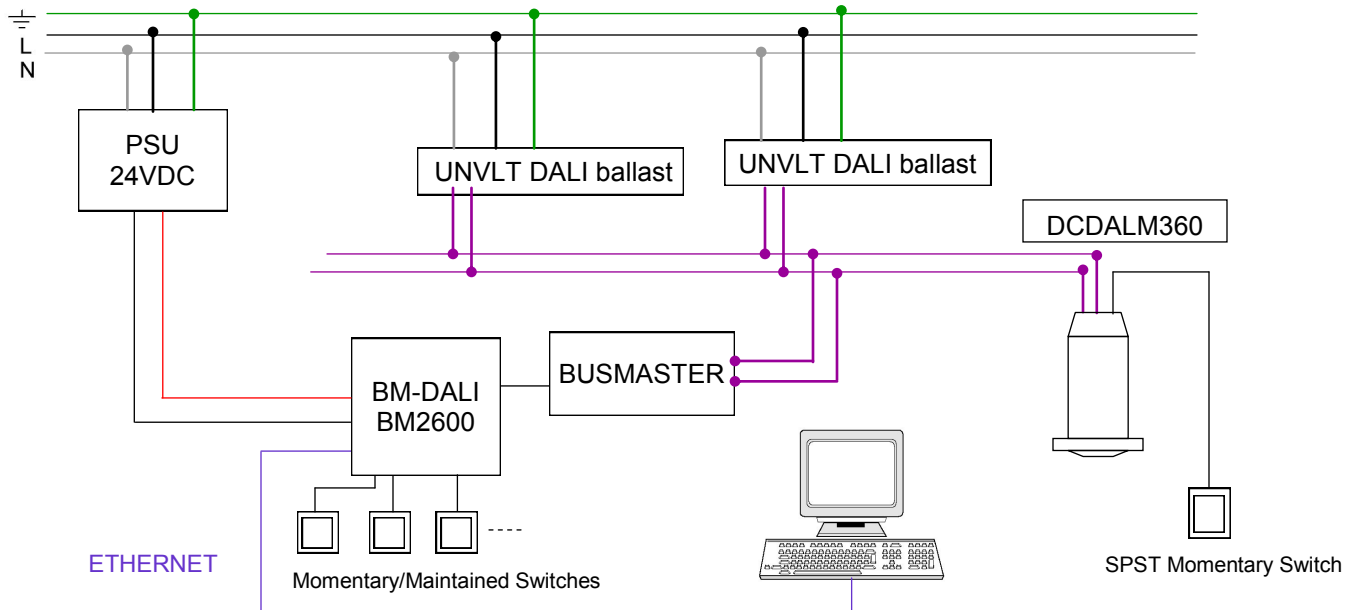 L
N
PSU
24VDC
UNVLT DALI ballast
UNVLT DALI ballast
DCDALM360
BM-DALI
BM2600
BUSMASTER
ETHERNET
Momentary/Maintained Switches
SPST Momentary Switch